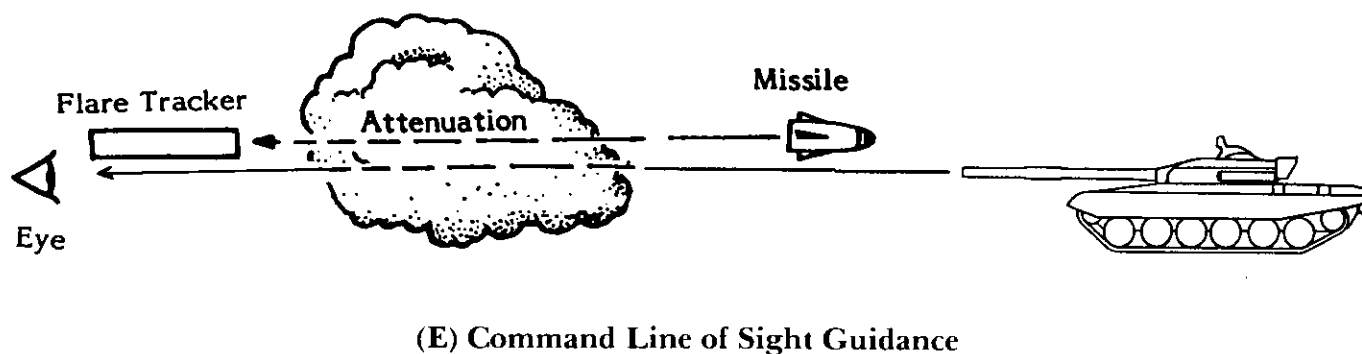 Missile
Flare Tracker
Attenuation
Eye
(E) Command Line of Sight Guidance